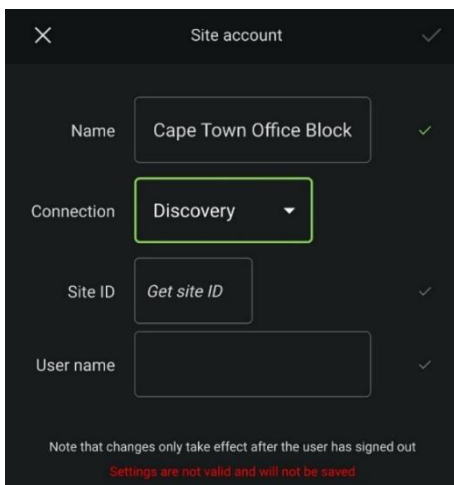 Site account
Name Cape Town Office Block
Connection Discovery
Site ID Get site ID
User name
Note that changes only take effect after the user has signed out
Settings are not valid and will not be saved